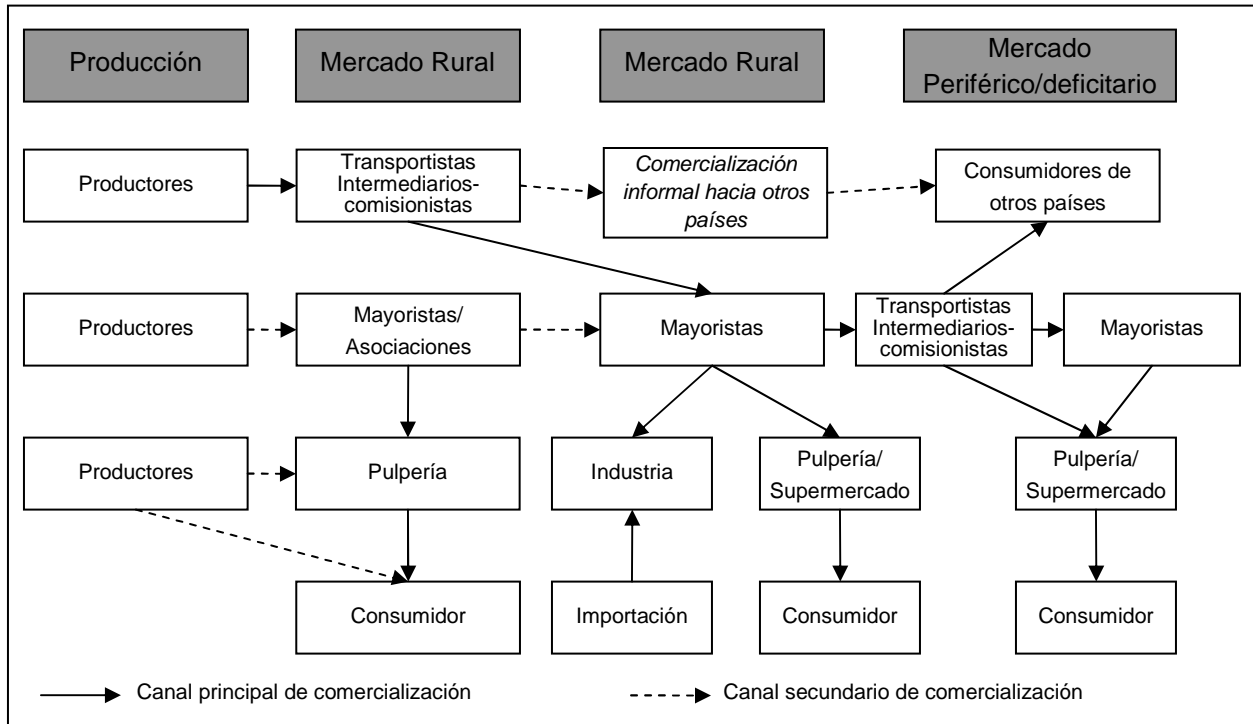 Producción
Mercado Rural
Mercado Rural
Mercado
Periférico/deficitario
Productores
Transportistas
Intermediarios-
comisionistas
Comercialización
informal hacia otros
países
Consumidores de
otros países
Productores
Mayoristas/
Asociaciones
Mayoristas
Transportistas
Intermediarios-
comisionistas
Mayoristas
Productores
Pulpería
Industria
Pulpería/
Supermercado
Pulpería/
Supermercado
Consumidor
Importación
Consumidor
Consumidor
Canal principal de comercialización
Canal secundario de comercialización